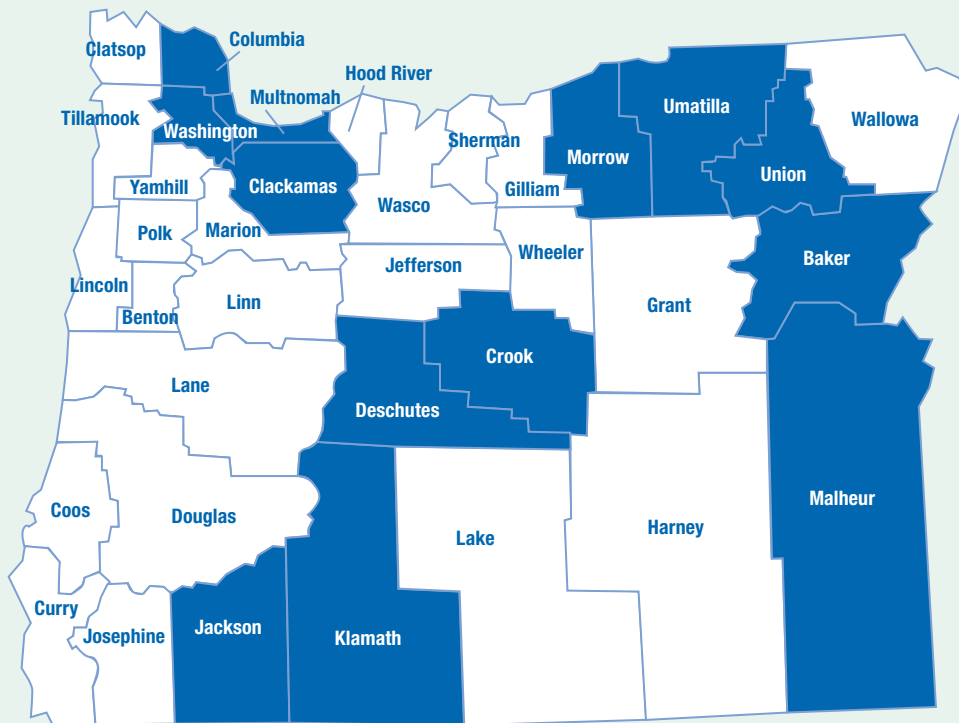 Columbia
Clatsop
Hood River
Multnomah
Umatilla
Tillamook
Washington
Wallowa
Sherman
Morrow
Union
Yamhill
Clackamas
Gilliam
Wasco
Polk
Marion
Wheeler
Baker
Jefferson
Lincoln
Linn
Grant
Benton
Crook
Lane
Deschutes
Malheur
Coos
Douglas
Harney
Lake
Curry
Jackson
Josephine
Klamath